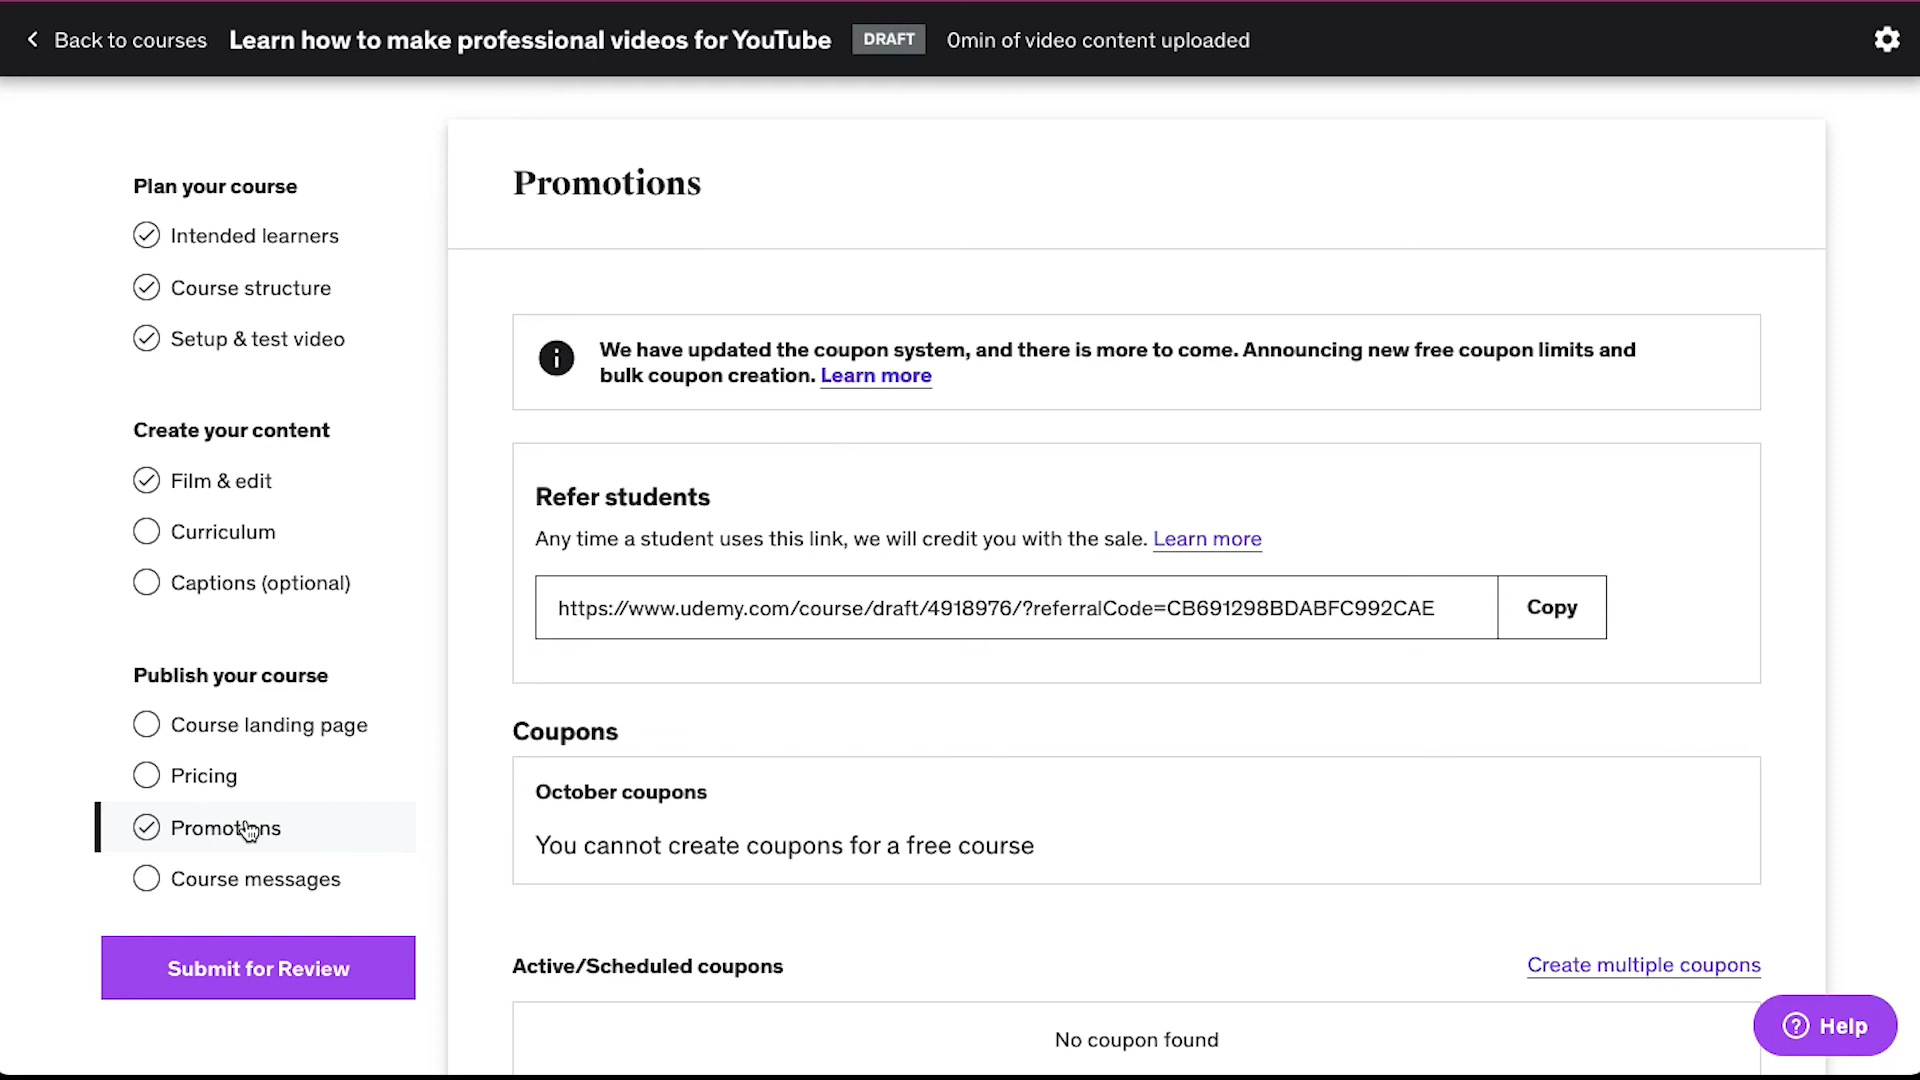 Back to courses
Learn how to make professional videos for YouTube
DRAFT
0min of video content uploaded
Plan your course
Intended learners
Course structure
Setup & test video
Create your content
Film & edit
Curriculum
Captions (optional)
Publish your course
Course landing page
Pricing
Promotions
Course messages
Submit for Review
Promotions
We have updated the coupon system, and there is more to come. Announcing new free coupon limits and
bulk coupon creation. Learn more
Refer students
Any time a student uses this link, we will credit you with the sale. Learn more
https://www.udemy.com/course/draft/4918976/?referralCode=CB691298BDABFC992CAE
Copy
Coupons
October coupons
You cannot create coupons for a free course
Active/Scheduled coupons
Create multiple coupons
No coupon found
Help